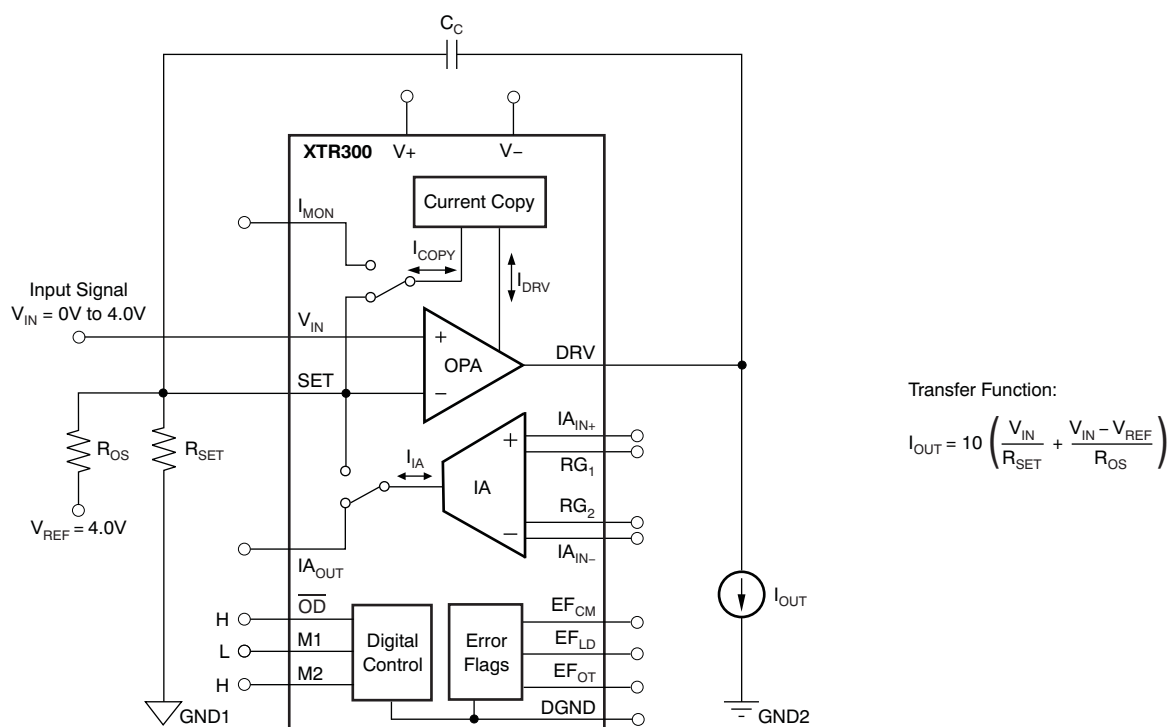 C_C
XTR300
V+
V−
Current Copy
I_MON
I_COPY
I_DRV
Input Signal
V_IN = 0V to 4.0V
V_IN
+
OPA
−
DRV
SET
R_OS
R_SET
V_REF = 4.0V
I_IA
IA
+
−
IA_IN+
RG_1
RG_2
IA_IN−
IA_OUT
Transfer Function:
I_OUT = 10 ( V_IN / R_SET + V_IN − V_REF / R_OS )
I_OUT
H
O̅D̅
L
M1
H
M2
Digital
Control
Error
Flags
EF_CM
EF_LD
EF_OT
DGND
GND1
GND2